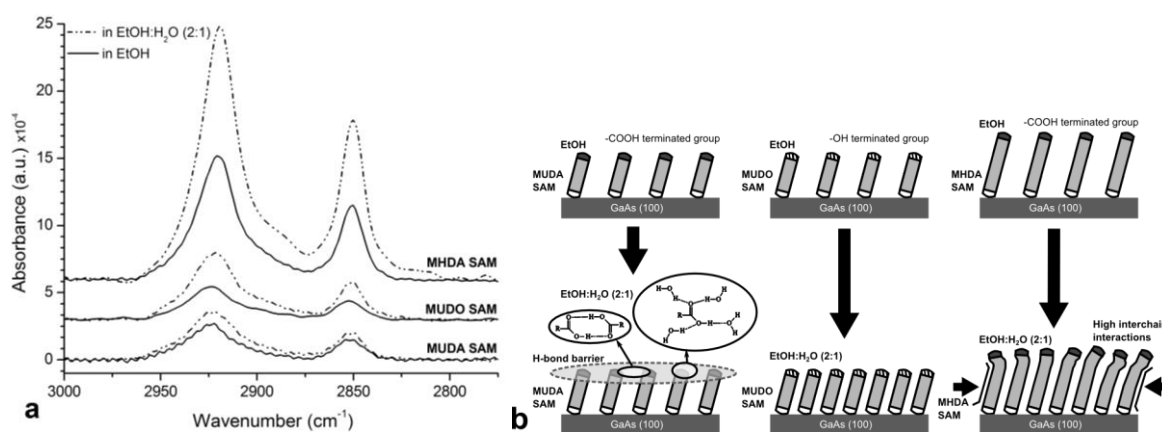 25
20
15
10
5
0
Absorbance (a.u.) x10⁻⁴
in EtOH:H₂O (2:1)
in EtOH
MHDA SAM
MUDO SAM
MUDA SAM
3000 2950 2900 2850 2800
Wavenumber (cm⁻¹)
a
-COOH terminated group
EtOH
MUDA
SAM
GaAs (100)
-OH terminated group
EtOH
MUDO
SAM
GaAs (100)
-COOH terminated group
EtOH
MHDA
SAM
GaAs (100)
EtOH:H₂O (2:1)
H-bond barrier
MUDA
SAM
GaAs (100)
EtOH:H₂O (2:1)
MUDO
SAM
GaAs (100)
EtOH:H₂O (2:1)
High interchain
interactions
MHDA
SAM
GaAs (100)
b